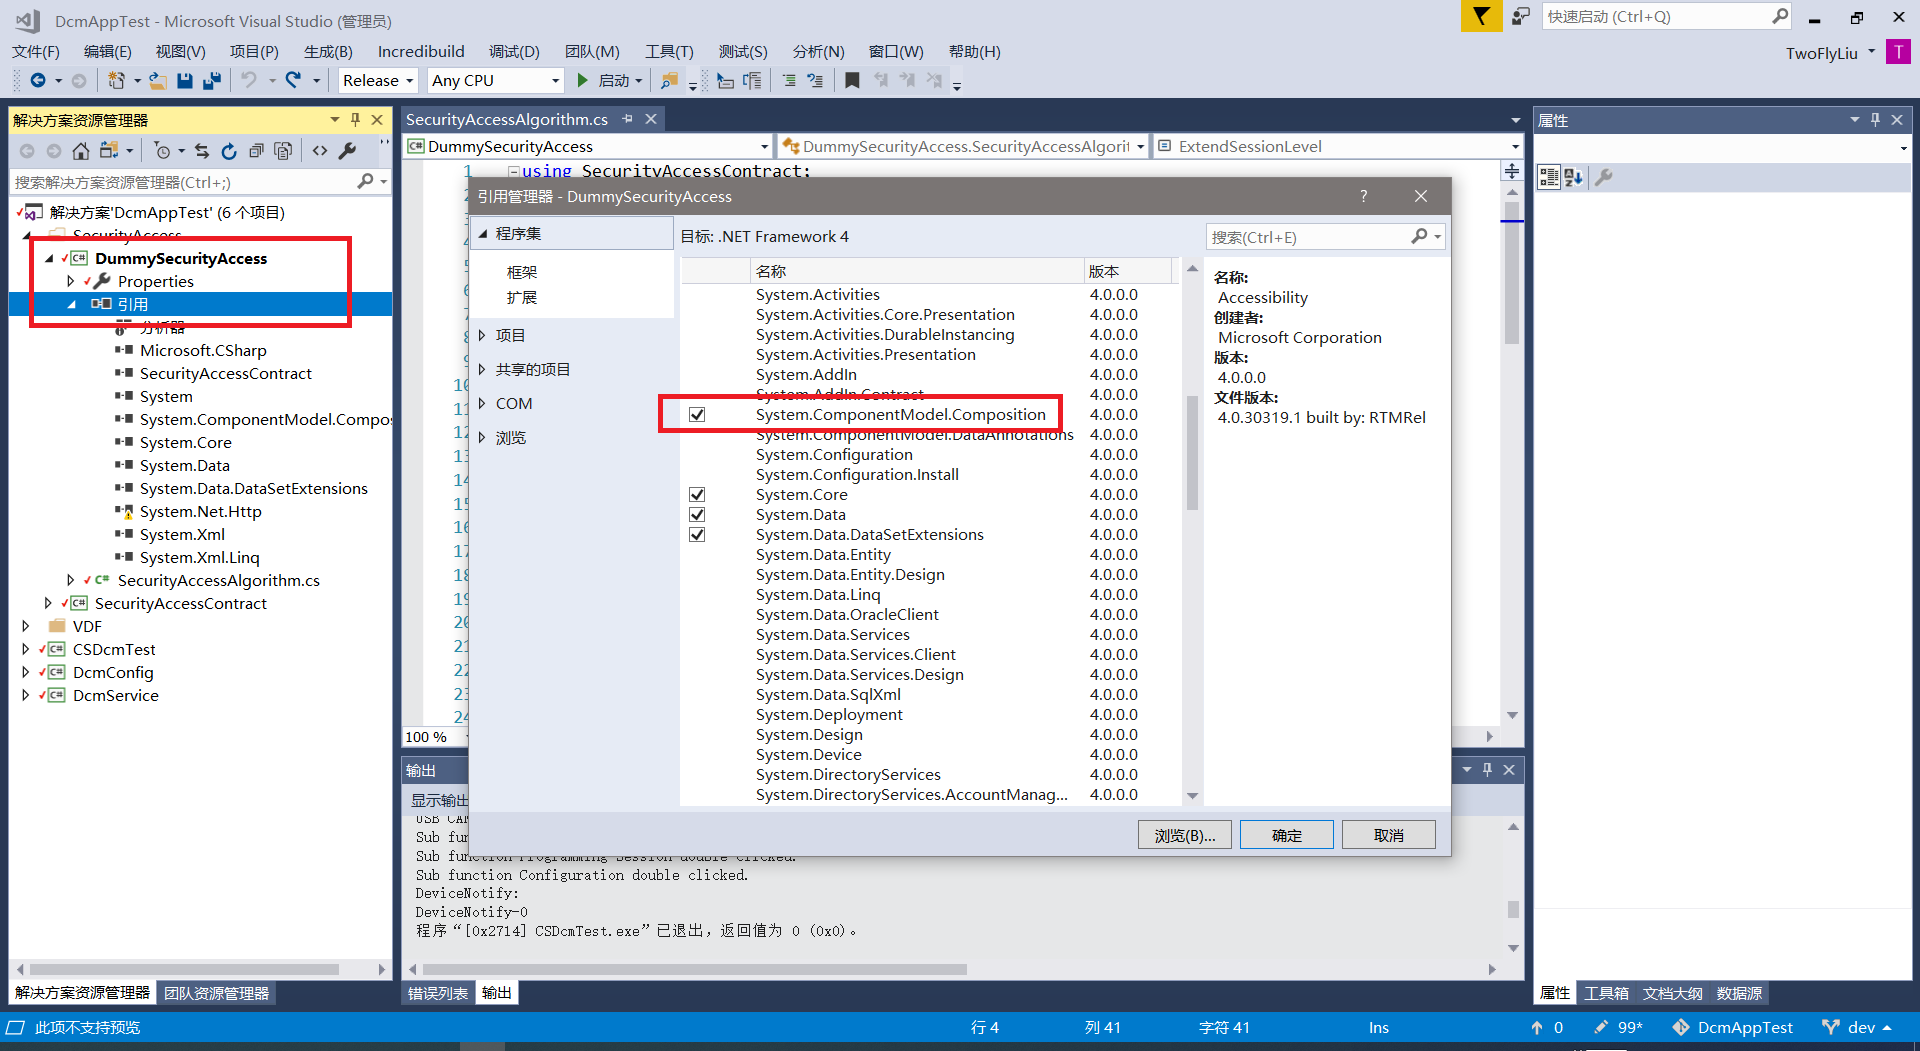 DcmAppTest - Microsoft Visual Studio (管理员)
快速启动 (Ctrl+Q)
文件(F) 编辑(E) 视图(V) 项目(P) 生成(B) Incredibuild 调试(D) 团队(M) 工具(T) 测试(S) 分析(N) 窗口(W) 帮助(H)
TwoFlyLiu T
Release Any CPU 启动
解决方案资源管理器
搜索解决方案资源管理器(Ctrl+;)
解决方案'DcmAppTest' (6 个项目)
SecurityAccess
DummySecurityAccess
Properties
引用
分析器
Microsoft.CSharp
SecurityAccessContract
System
System.ComponentModel.Compos
System.Core
System.Data
System.Data.DataSetExtensions
System.Net.Http
System.Xml
System.Xml.Linq
SecurityAccessAlgorithm.cs
SecurityAccessContract
VDF
CSDcmTest
DcmConfig
DcmService
解决方案资源管理器 团队资源管理器
SecurityAccessAlgorithm.cs
DummySecurityAccess
DummySecurityAccess.SecurityAccessAlgorit
ExtendSessionLevel
1 using SecurityAccessContract;
100 %
引用管理器 - DummySecurityAccess
程序集
框架
扩展
项目
共享的项目
COM
浏览
目标: .NET Framework 4
搜索(Ctrl+E)
名称 版本
System.Activities 4.0.0.0
System.Activities.Core.Presentation 4.0.0.0
System.Activities.DurableInstancing 4.0.0.0
System.Activities.Presentation 4.0.0.0
System.AddIn 4.0.0.0
System.AddIn.Contract 4.0.0.0
System.ComponentModel.Composition 4.0.0.0
System.ComponentModel.DataAnnotations 4.0.0.0
System.Configuration 4.0.0.0
System.Configuration.Install 4.0.0.0
System.Core 4.0.0.0
System.Data 4.0.0.0
System.Data.DataSetExtensions 4.0.0.0
System.Data.Entity 4.0.0.0
System.Data.Entity.Design 4.0.0.0
System.Data.Linq 4.0.0.0
System.Data.OracleClient 4.0.0.0
System.Data.Services 4.0.0.0
System.Data.Services.Client 4.0.0.0
System.Data.Services.Design 4.0.0.0
System.Data.SqlXml 4.0.0.0
System.Deployment 4.0.0.0
System.Design 4.0.0.0
System.Device 4.0.0.0
System.DirectoryServices 4.0.0.0
System.DirectoryServices.AccountManag... 4.0.0.0
名称:
Accessibility
创建者:
Microsoft Corporation
版本:
4.0.0.0
文件版本:
4.0.30319.1 built by: RTMRel
浏览(B)... 确定 取消
输出
显示输出
USB CAN
Sub fun
Sub function Programming Session double clicked.
Sub function Configuration double clicked.
DeviceNotify:
DeviceNotify-0
程序“[0x2714] CSDcmTest.exe”已退出，返回值为 0 (0x0)。
错误列表 输出
属性
属性 工具箱 文档大纲 数据源
此项不支持预览 行 4 列 41 字符 41 Ins 0 99* DcmAppTest dev